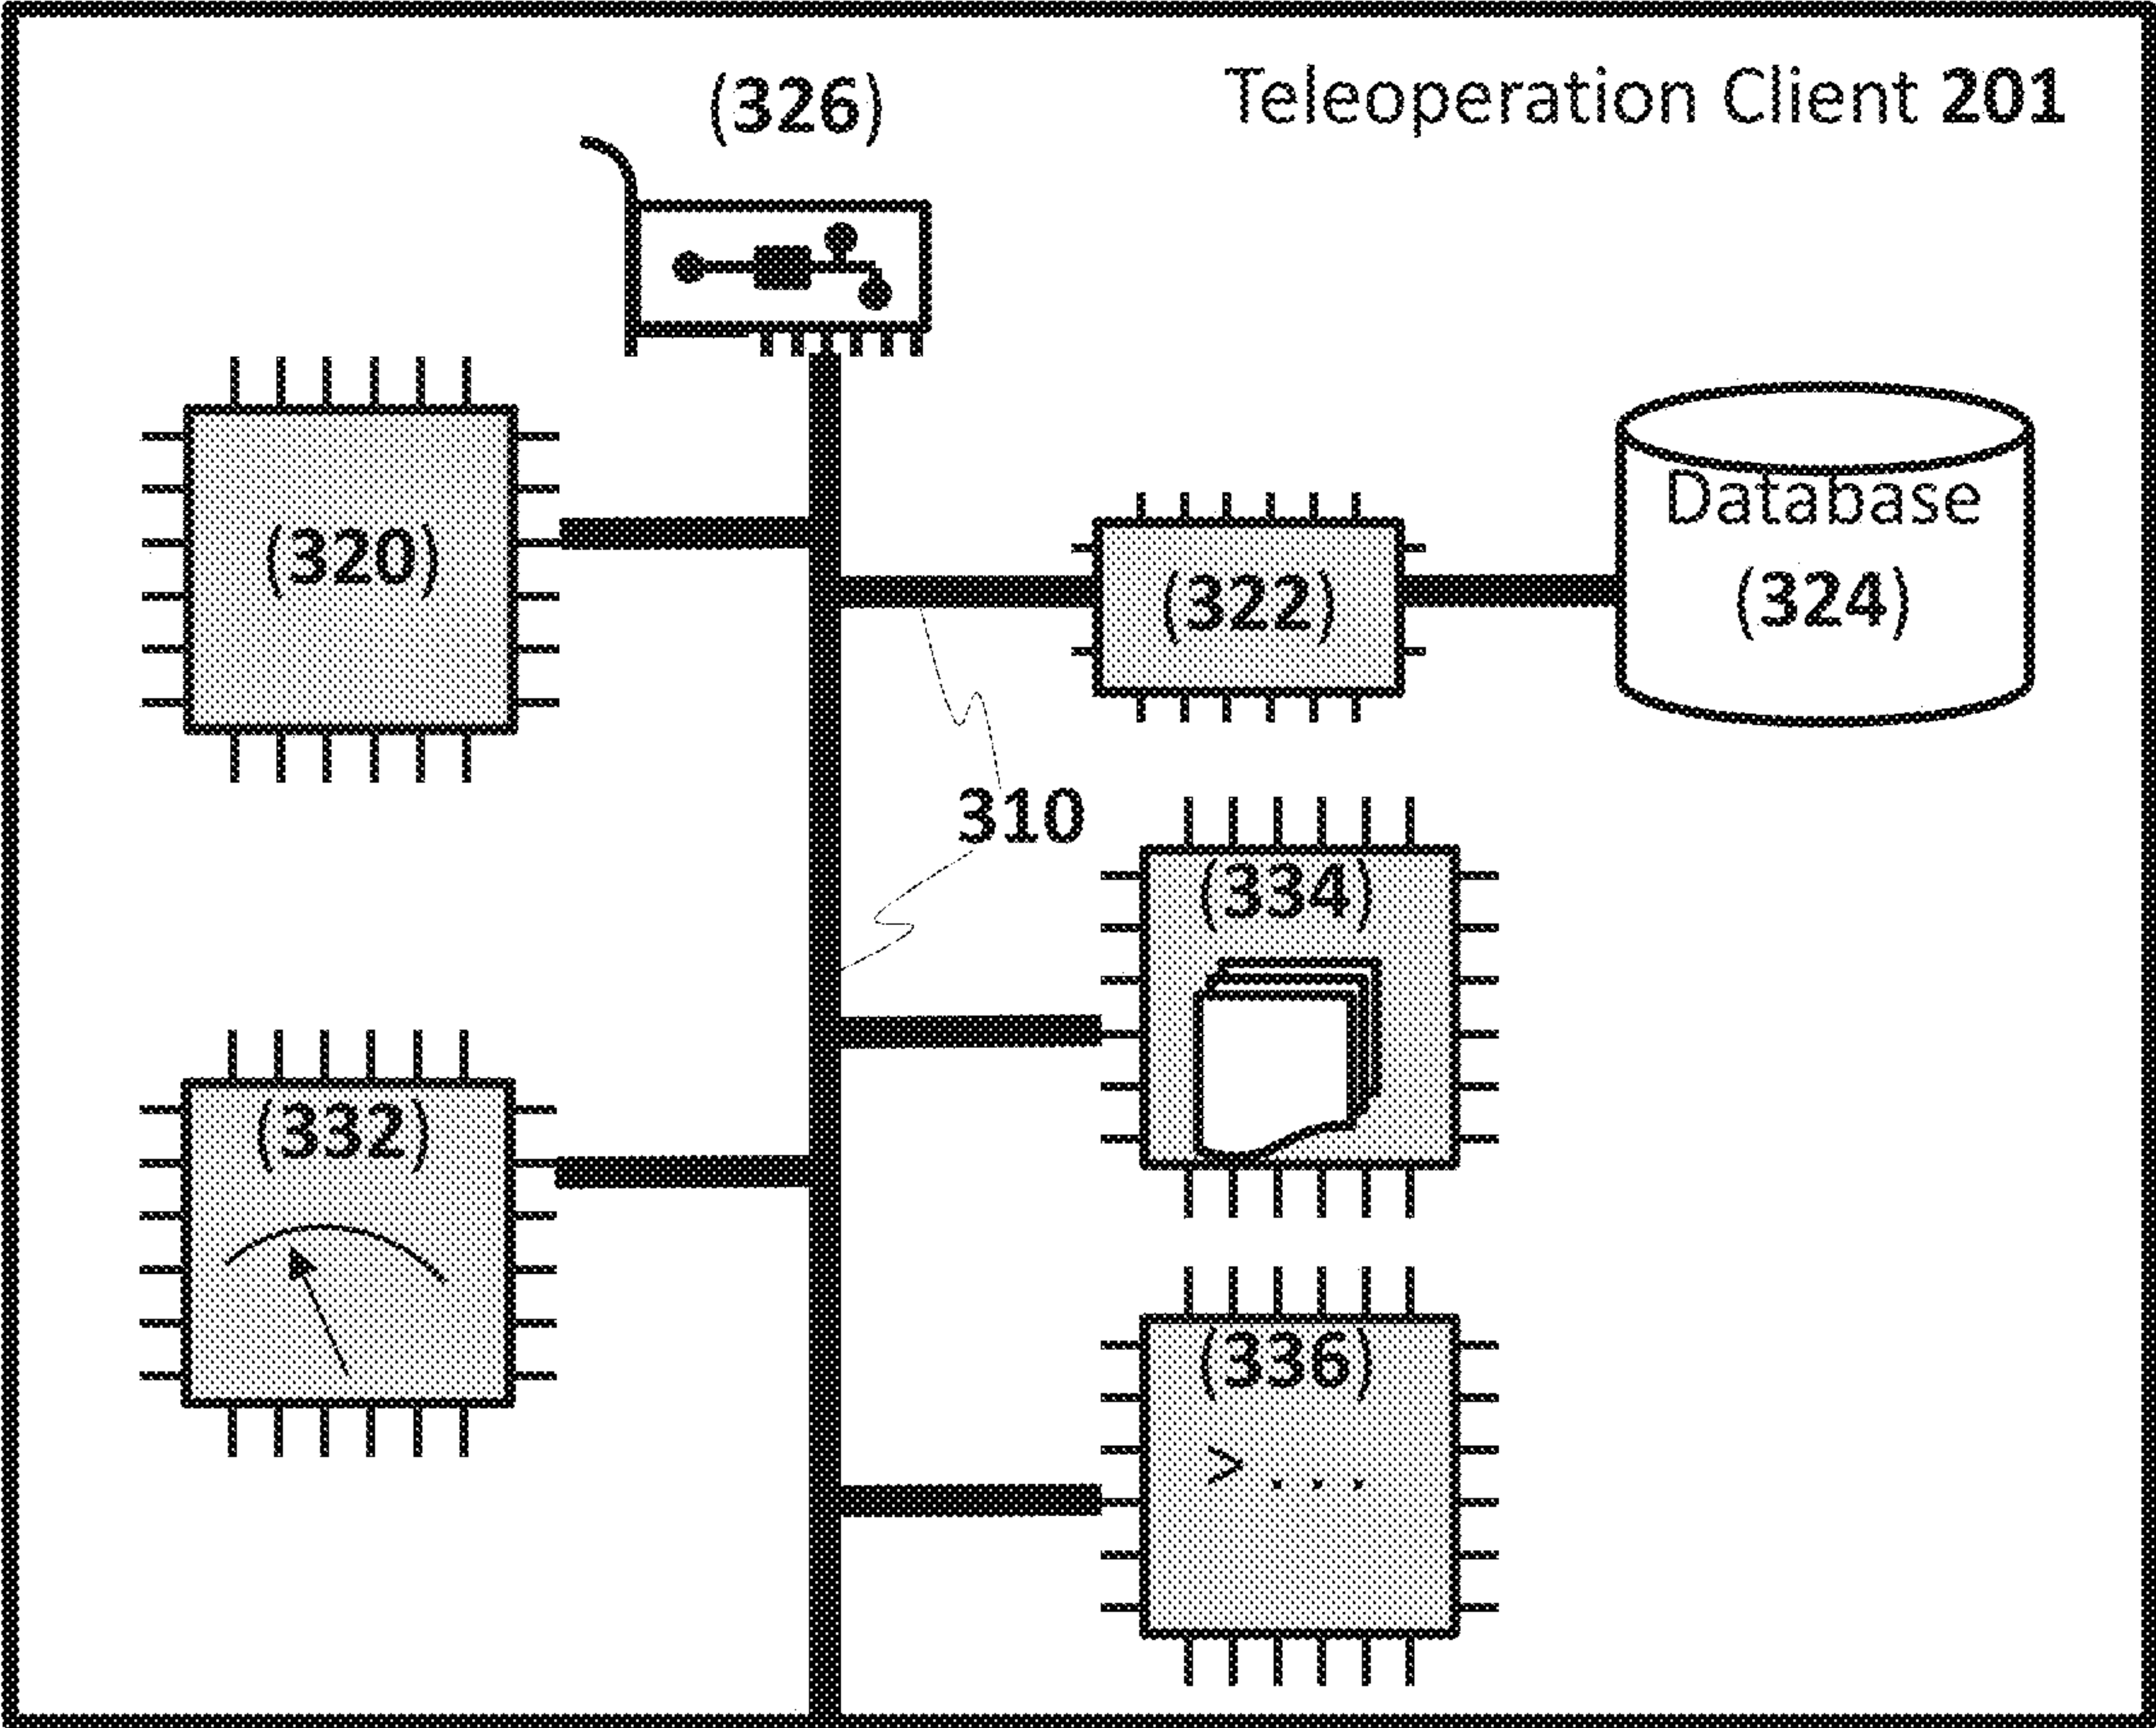 (326)
Teleoperation Client 201
(320)
(322)
Database
(324)
310
(334)
(332)
(336)
> . . .